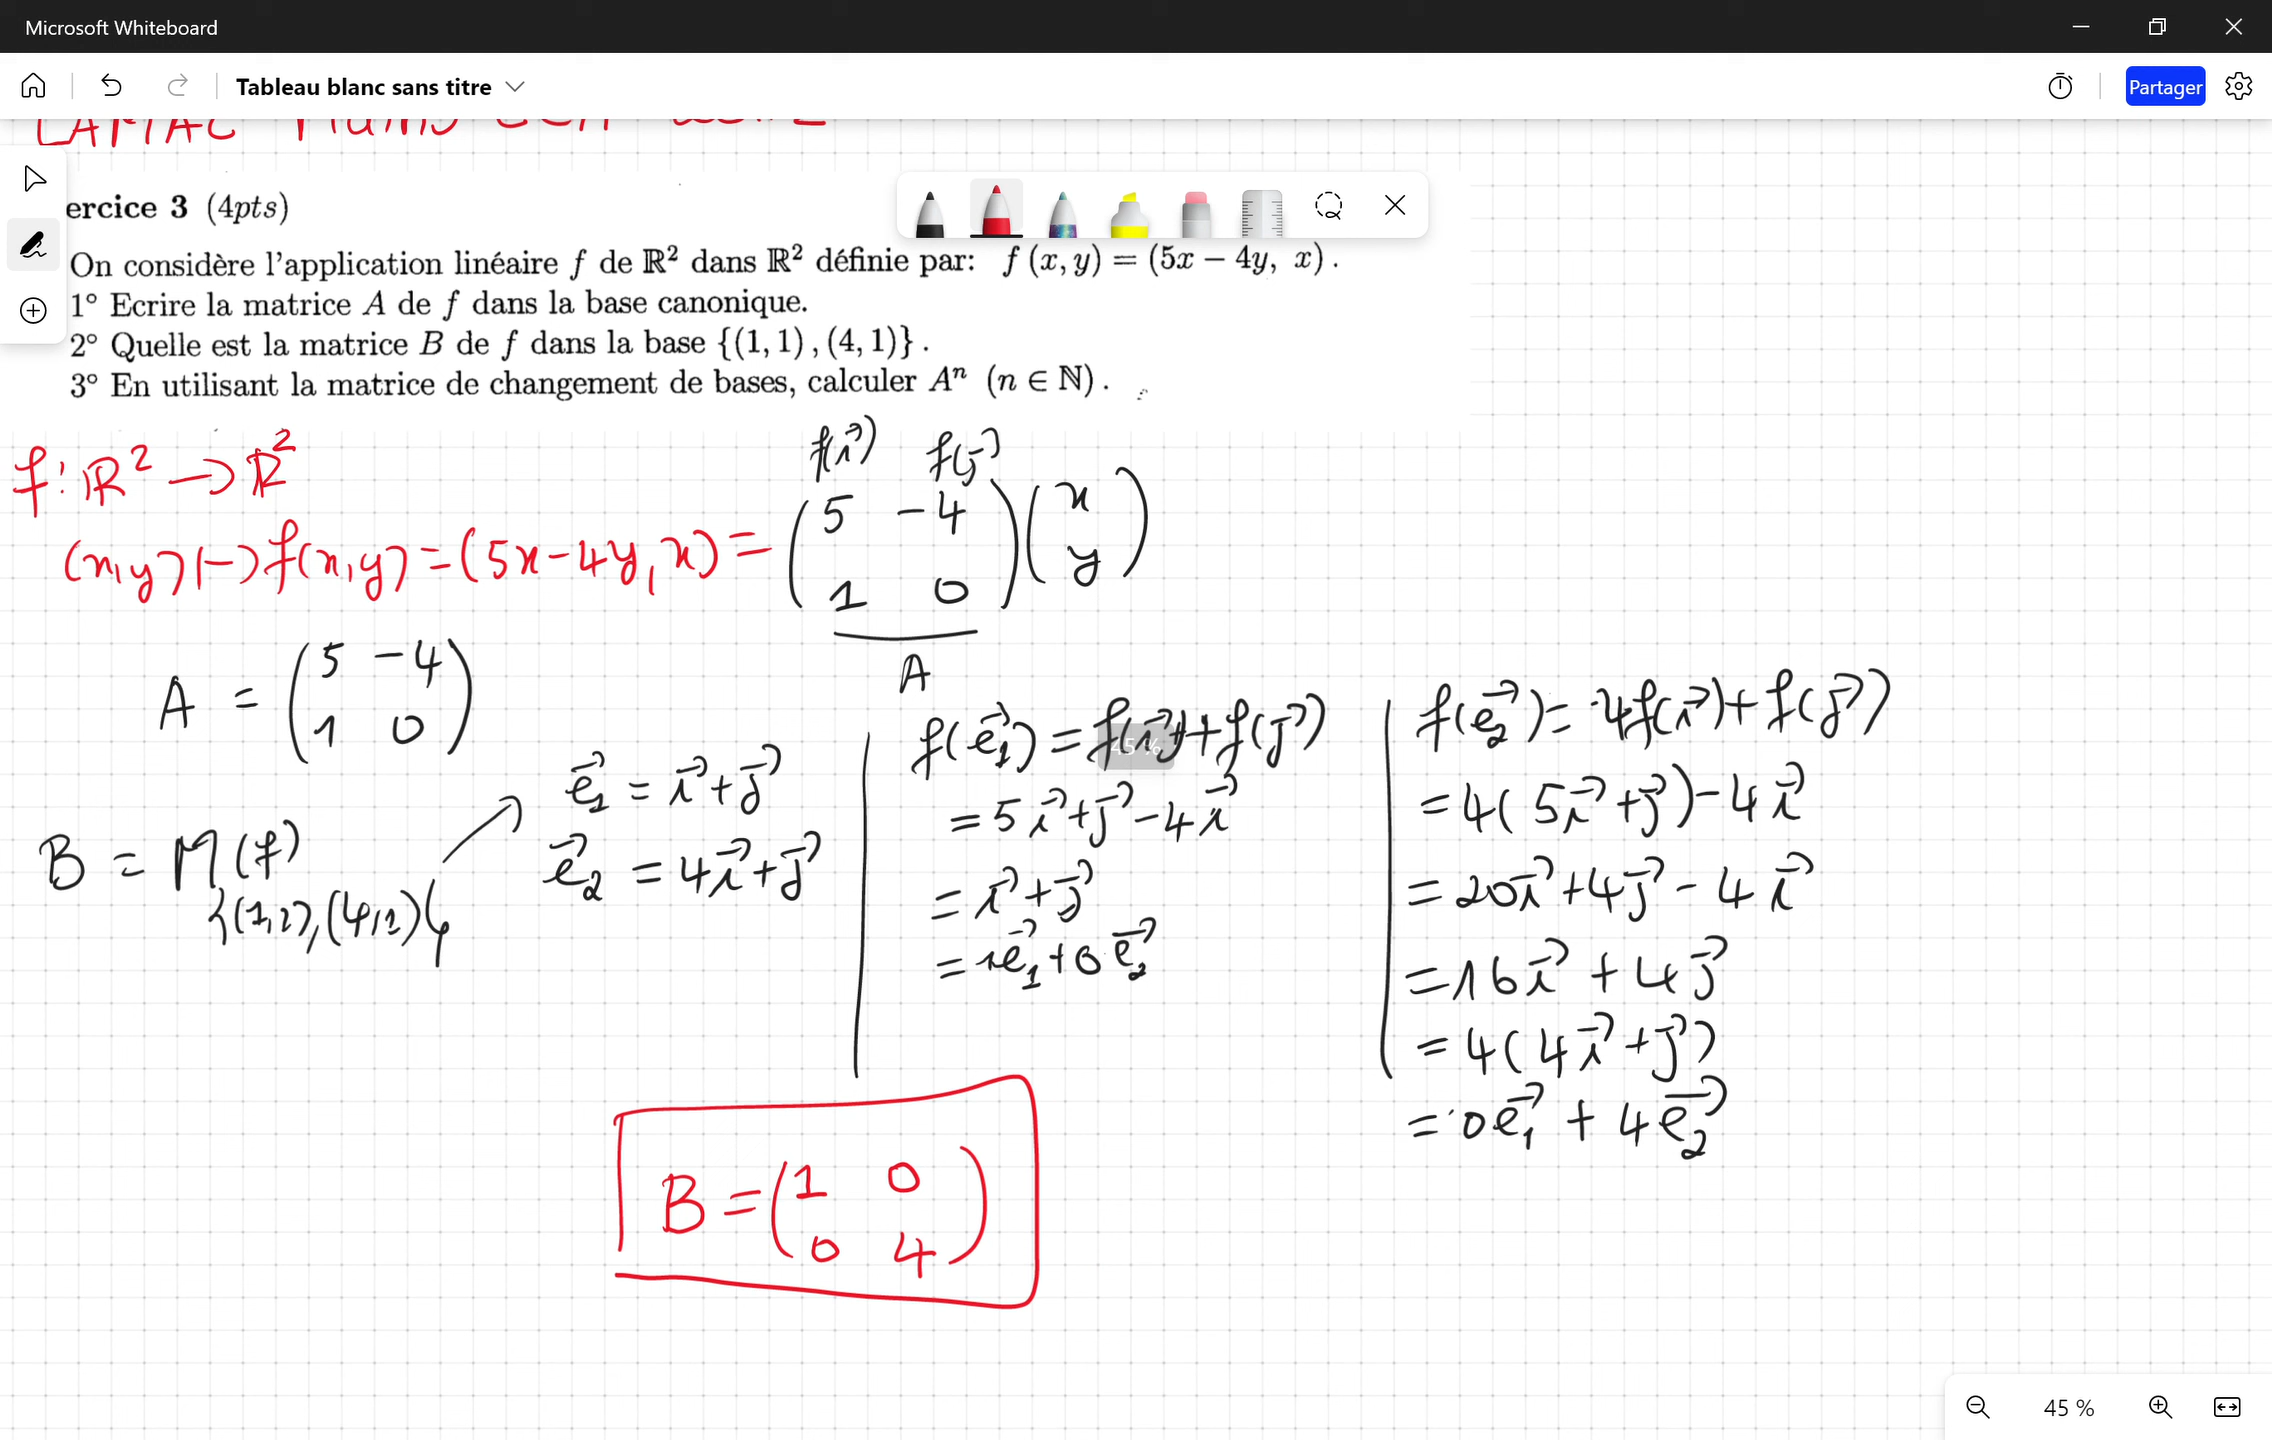 Microsoft Whiteboard
Tableau blanc sans titre
Partager
ercice 3 (4pts)
On considère l'application linéaire f de ℝ² dans ℝ² définie par: f (x, y) = (5x − 4y, x) .
1° Ecrire la matrice A de f dans la base canonique.
2° Quelle est la matrice B de f dans la base {(1, 1) , (4, 1)} .
3° En utilisant la matrice de changement de bases, calculer Aⁿ (n ∈ ℕ) .
f(i⃗) f(j⃗)
f : ℝ² → ℝ²
(x,y) ↦ f(x,y) = (5x-4y, x) = (5 -4
1 0) (x
y)
A
A = (5 -4
1 0)
B = M(f)
{(1,1),(4,1)}
e⃗₁ = i⃗ + j⃗
e⃗₂ = 4i⃗ + j⃗
f(e⃗₁) = f(i⃗) + f(j⃗)
45 %
= 5i⃗ + j⃗ - 4i⃗
= i⃗ + j⃗
= 1e⃗₁ + 0e⃗₂
f(e⃗₂) = 4f(i⃗) + f(j⃗)
= 4(5i⃗ + j⃗) - 4i⃗
= 20i⃗ + 4j⃗ - 4i⃗
= 16i⃗ + 4j⃗
= 4(4i⃗ + j⃗)
= 0e⃗₁ + 4e⃗₂
B = (1 0
0 4)
45 %